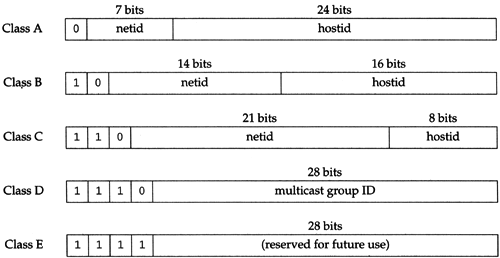 7 bits 24 bits
Class A 0 netid hostid
14 bits 16 bits
Class B 1 0 netid hostid
21 bits 8 bits
Class C 1 1 0 netid hostid
28 bits
Class D 1 1 1 0 multicast group ID
28 bits
Class E 1 1 1 1 (reserved for future use)